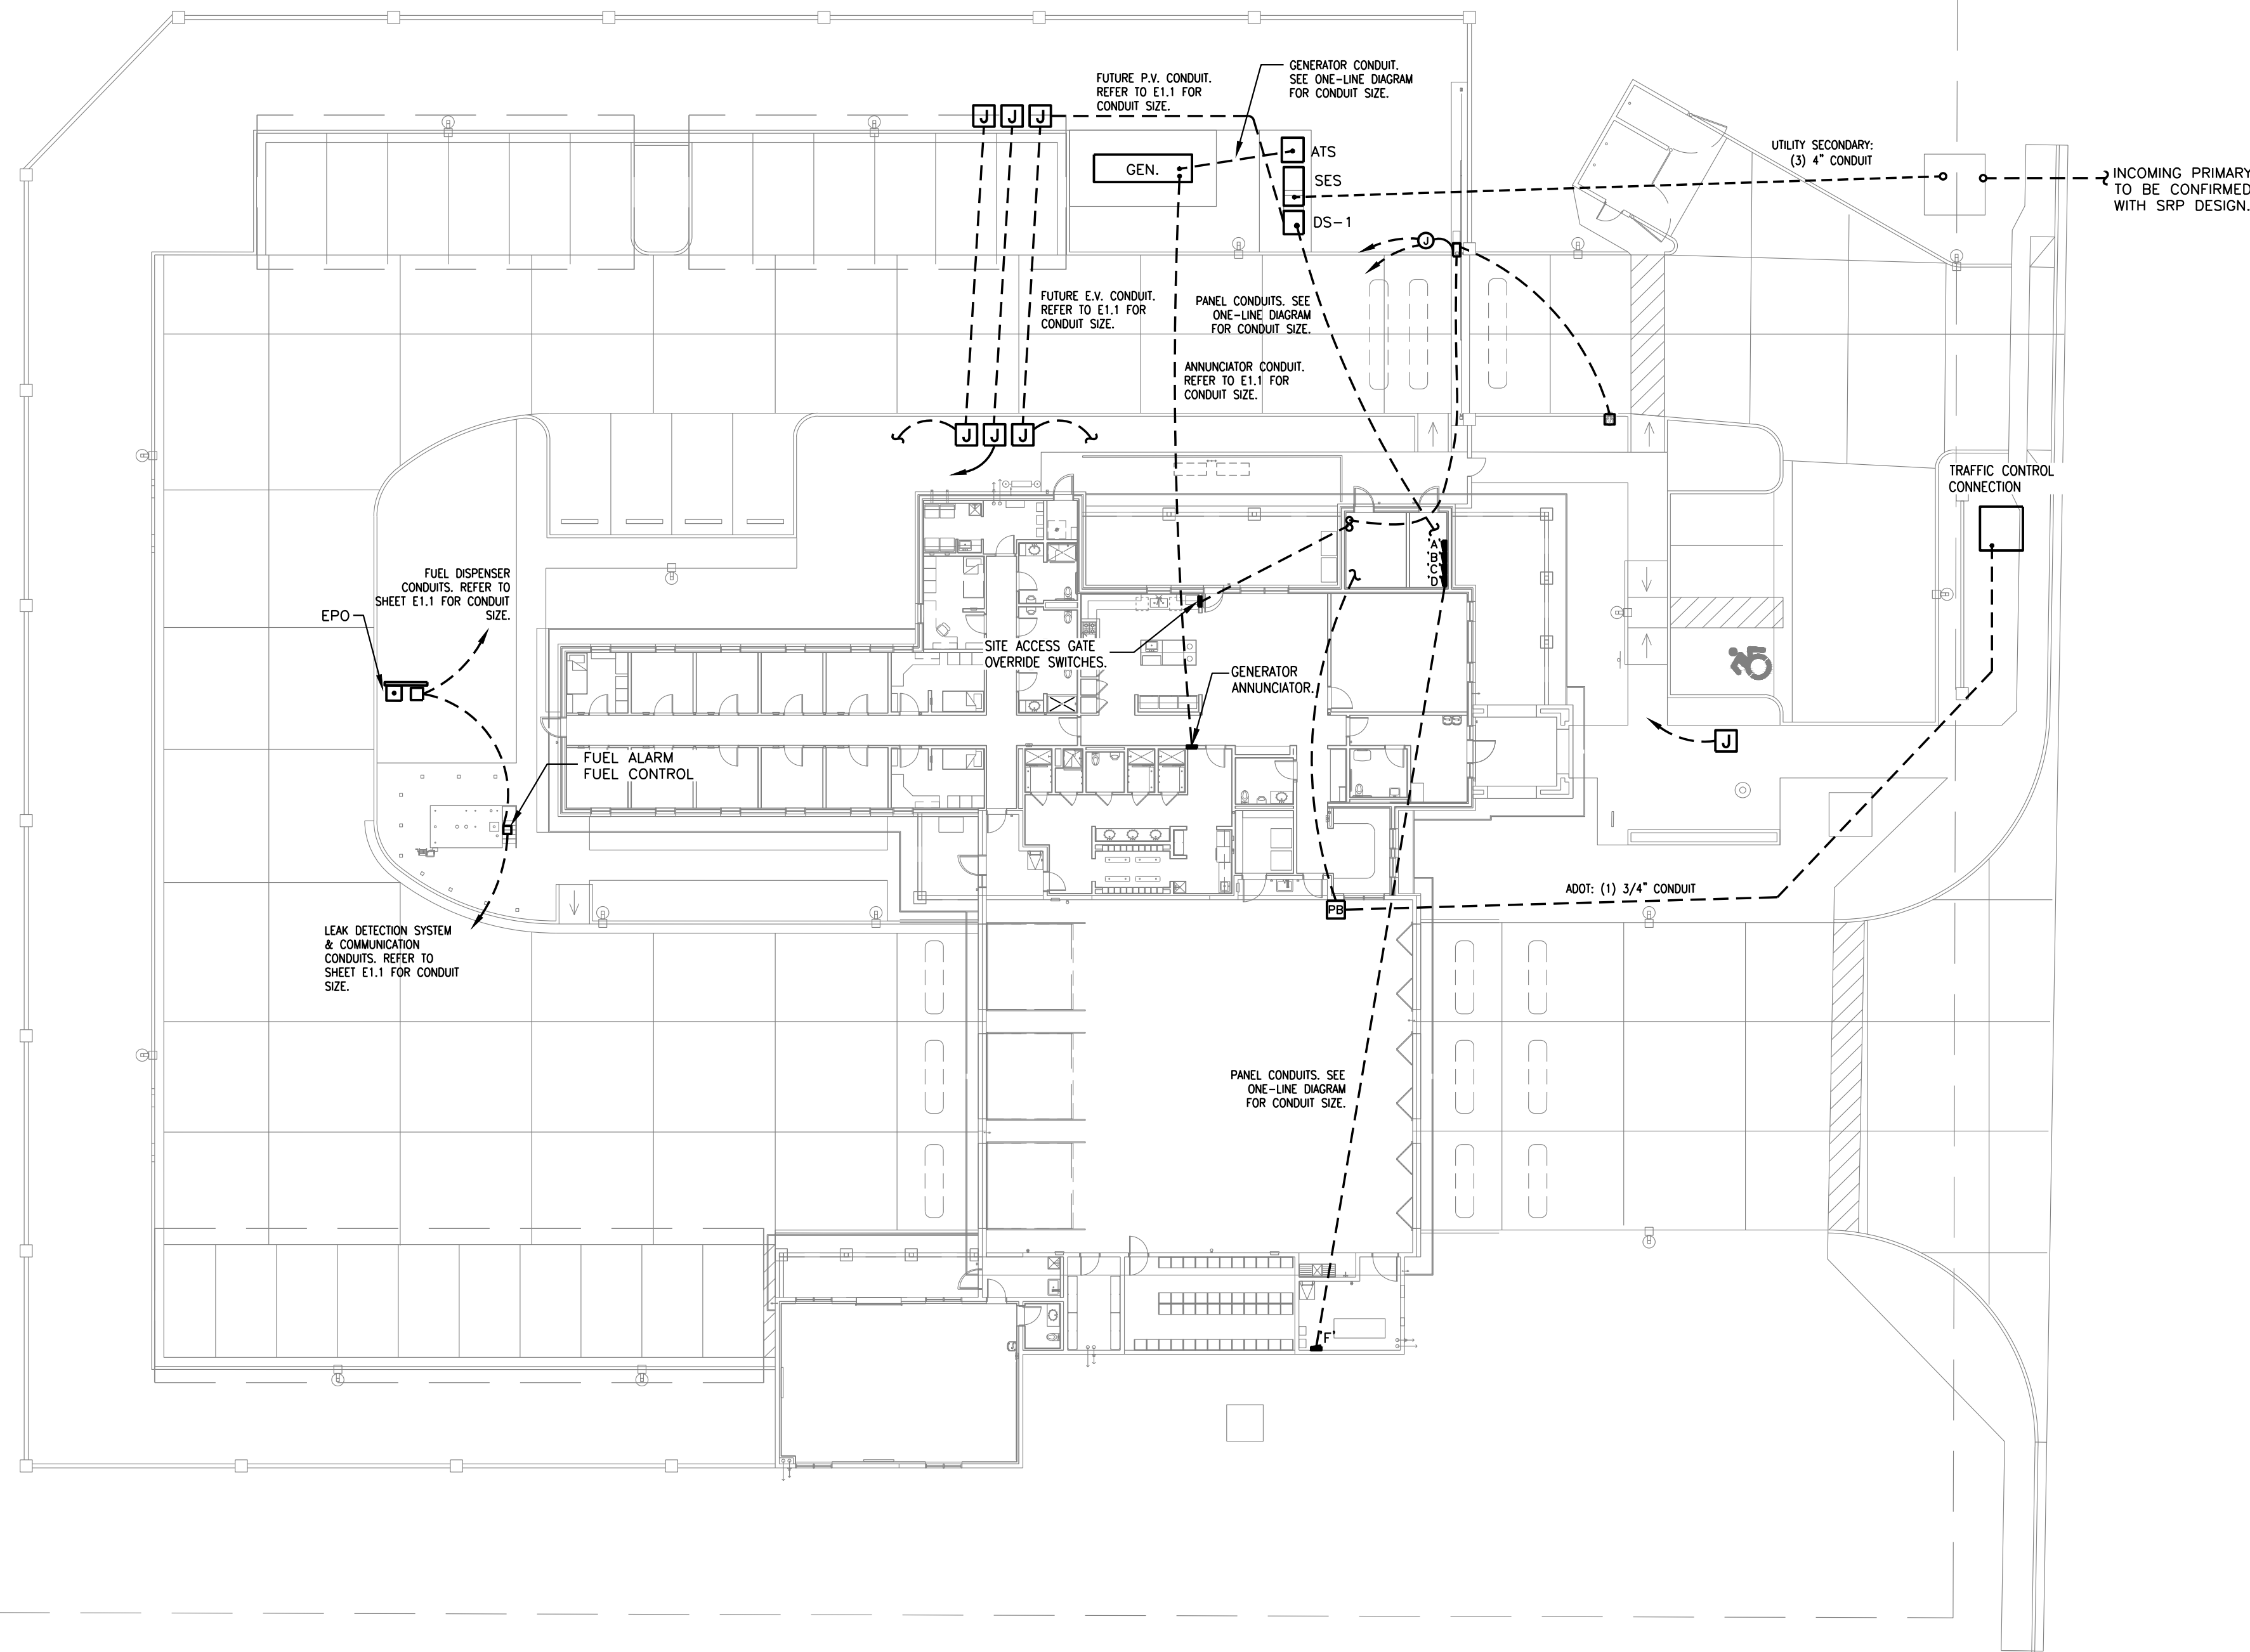 GENERATOR CONDUIT.
SEE ONE-LINE DIAGRAM
FOR CONDUIT SIZE.
FUTURE P.V. CONDUIT.
REFER TO E1.1 FOR
CONDUIT SIZE.
J J J
GEN.
ATS
SES
DS-1
UTILITY SECONDARY:
(3) 4" CONDUIT
INCOMING PRIMARY
TO BE CONFIRMED
WITH SRP DESIGN.
J
FUTURE E.V. CONDUIT.
REFER TO E1.1 FOR
CONDUIT SIZE.
PANEL CONDUITS. SEE
ONE-LINE DIAGRAM
FOR CONDUIT SIZE.
ANNUNCIATOR CONDUIT.
REFER TO E1.1 FOR
CONDUIT SIZE.
J J J
TRAFFIC CONTROL
CONNECTION
'A'
'B'
'C'
'D'
FUEL DISPENSER
CONDUITS. REFER TO
SHEET E1.1 FOR CONDUIT
SIZE.
EPO
SITE ACCESS GATE
OVERRIDE SWITCHES.
GENERATOR
ANNUNCIATOR.
J
FUEL ALARM
FUEL CONTROL
ADOT: (1) 3/4" CONDUIT
PB
LEAK DETECTION SYSTEM
& COMMUNICATION
CONDUITS. REFER TO
SHEET E1.1 FOR CONDUIT
SIZE.
PANEL CONDUITS. SEE
ONE-LINE DIAGRAM
FOR CONDUIT SIZE.
'F'